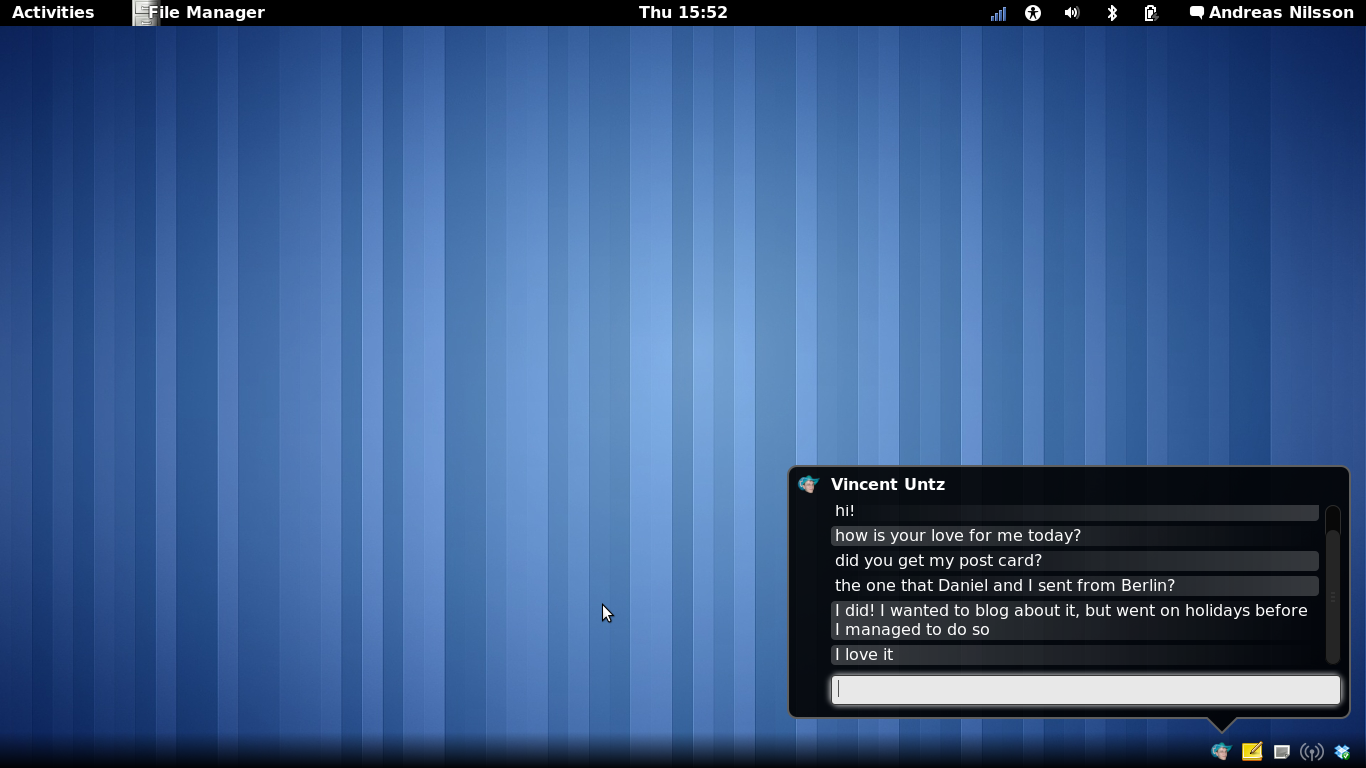 Activities File Manager Thu 15:52 Andreas Nilsson
Vincent Untz
hi!
how is your love for me today?
did you get my post card?
the one that Daniel and I sent from Berlin?
I did! I wanted to blog about it, but went on holidays before
I managed to do so
I love it